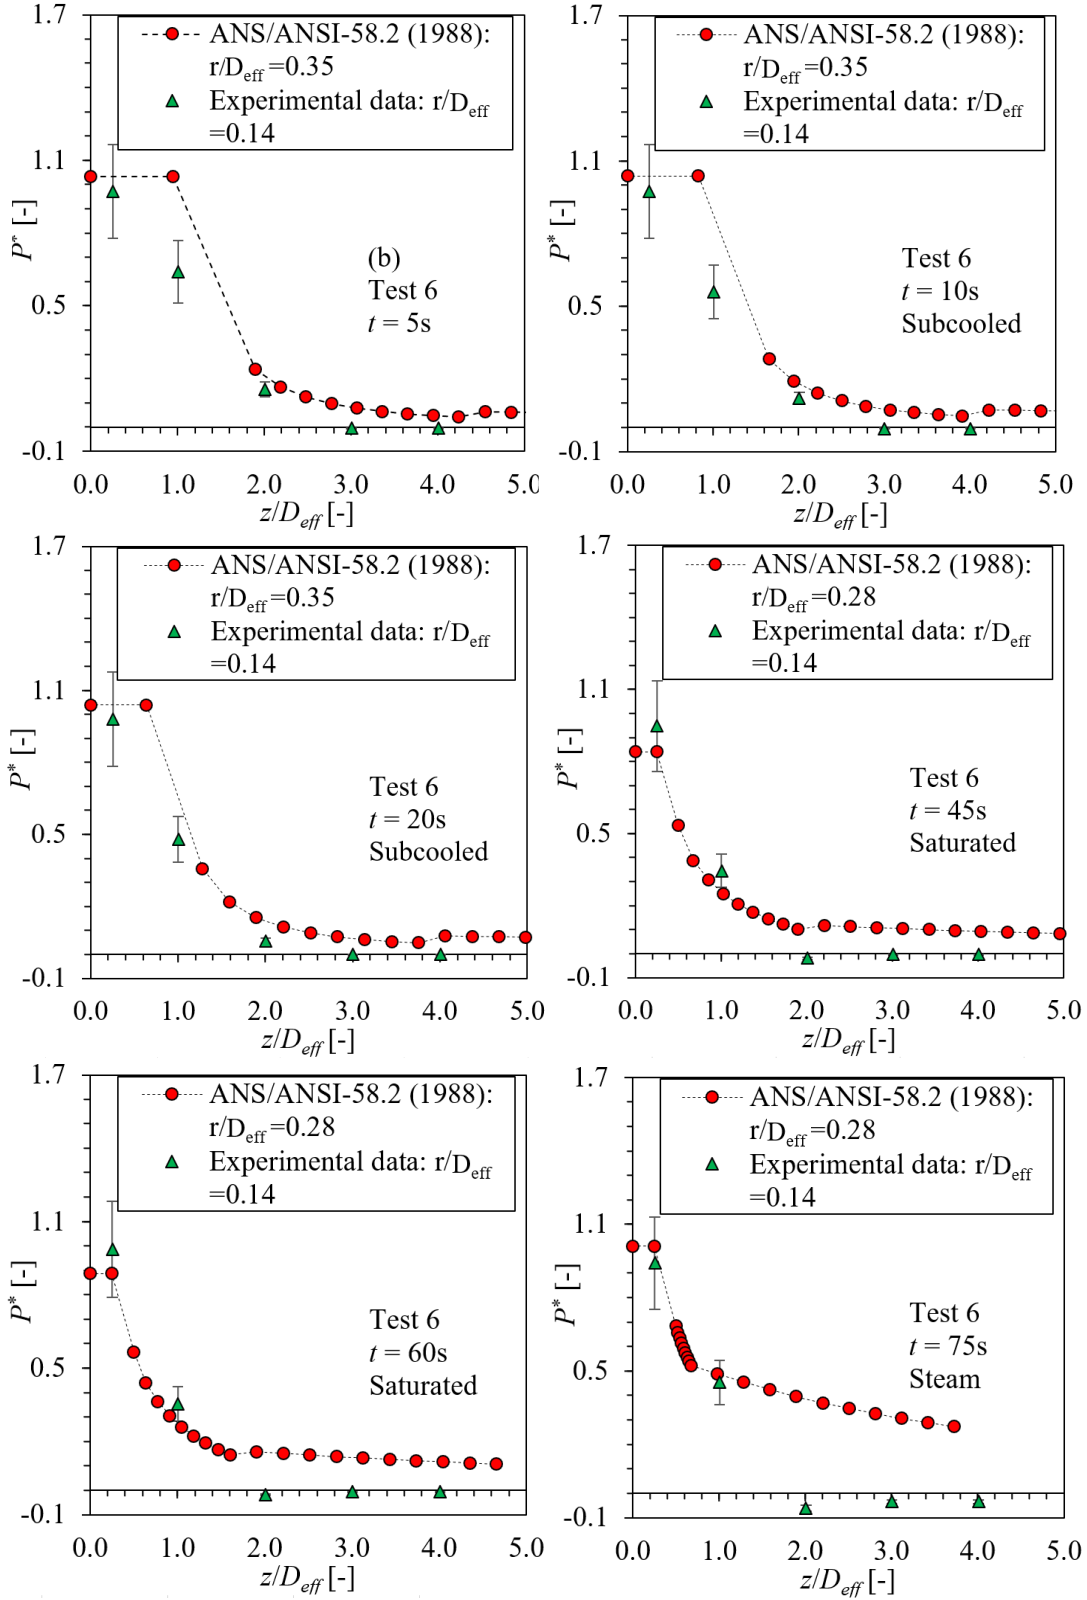 1.7
ANS/ANSI-58.2 (1988):
r/Deff =0.35
Experimental data: r/Deff
=0.14
1.1
0.5
-0.1
P* [-]
(b)
Test 6
t = 5s
0.0 1.0 2.0 3.0 4.0 5.0
z/Deff [-]
1.7
ANS/ANSI-58.2 (1988):
r/Deff =0.35
Experimental data: r/Deff
=0.14
1.1
0.5
-0.1
P* [-]
Test 6
t = 10s
Subcooled
0.0 1.0 2.0 3.0 4.0 5.0
z/Deff [-]
1.7
ANS/ANSI-58.2 (1988):
r/Deff =0.35
Experimental data: r/Deff
=0.14
1.1
0.5
-0.1
P* [-]
Test 6
t = 20s
Subcooled
0.0 1.0 2.0 3.0 4.0 5.0
z/Deff [-]
1.7
ANS/ANSI-58.2 (1988):
r/Deff =0.28
Experimental data: r/Deff
=0.14
1.1
0.5
-0.1
P* [-]
Test 6
t = 45s
Saturated
0.0 1.0 2.0 3.0 4.0 5.0
z/Deff [-]
1.7
ANS/ANSI-58.2 (1988):
r/Deff =0.28
Experimental data: r/Deff
=0.14
1.1
0.5
-0.1
P* [-]
Test 6
t = 60s
Saturated
0.0 1.0 2.0 3.0 4.0 5.0
z/Deff [-]
1.7
ANS/ANSI-58.2 (1988):
r/Deff =0.28
Experimental data: r/Deff
=0.14
1.1
0.5
-0.1
P* [-]
Test 6
t = 75s
Steam
0.0 1.0 2.0 3.0 4.0 5.0
z/Deff [-]